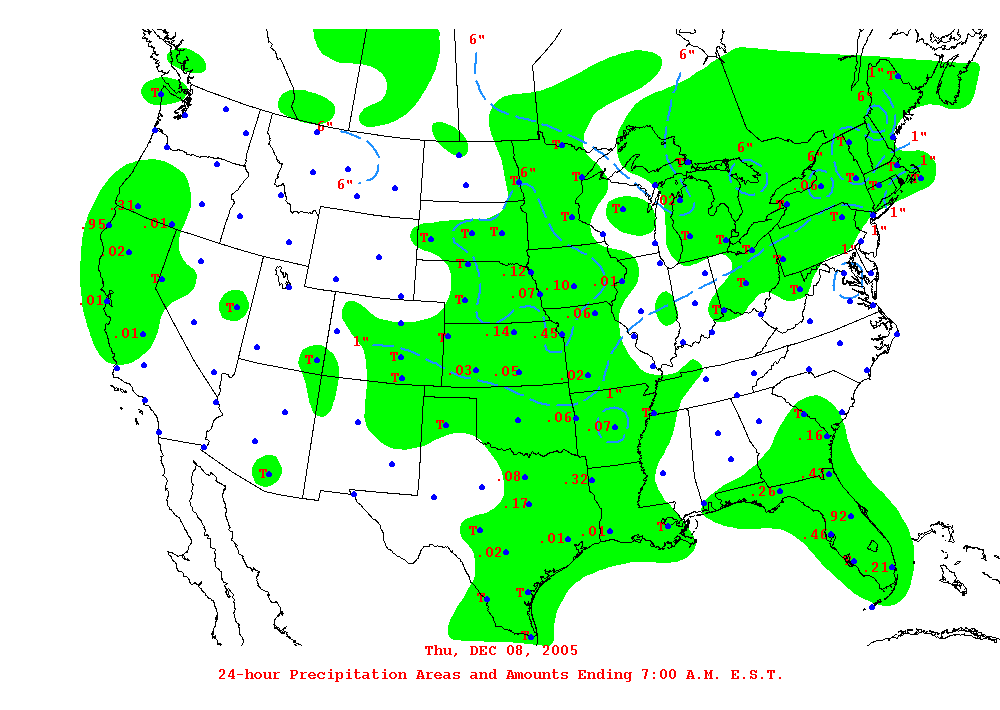 6"
6"
1" T
T
6"
6"
T
1"
T
6"
6"
T
1"
6"
T
6"
T
T
T
.06
T
T
.02
T
.31
T
T
1"
.95
.01
T
T
T
T
T
1"
.02
T
T
1"
T
T
.12
.01
T
T
.07
.10
T
.01
T
T
.06
T
.01
T
.14
.45
1"
T
T
.03
.05
.02
T
1"
T
.06
.07
T
T
.16
T
.08
.32
.43
.26
.17
.92
T
.01
.01
T
.46
.02
T
.21
T
T
T
Thu, DEC 08, 2005
24-hour Precipitation Areas and Amounts Ending 7:00 A.M. E.S.T.